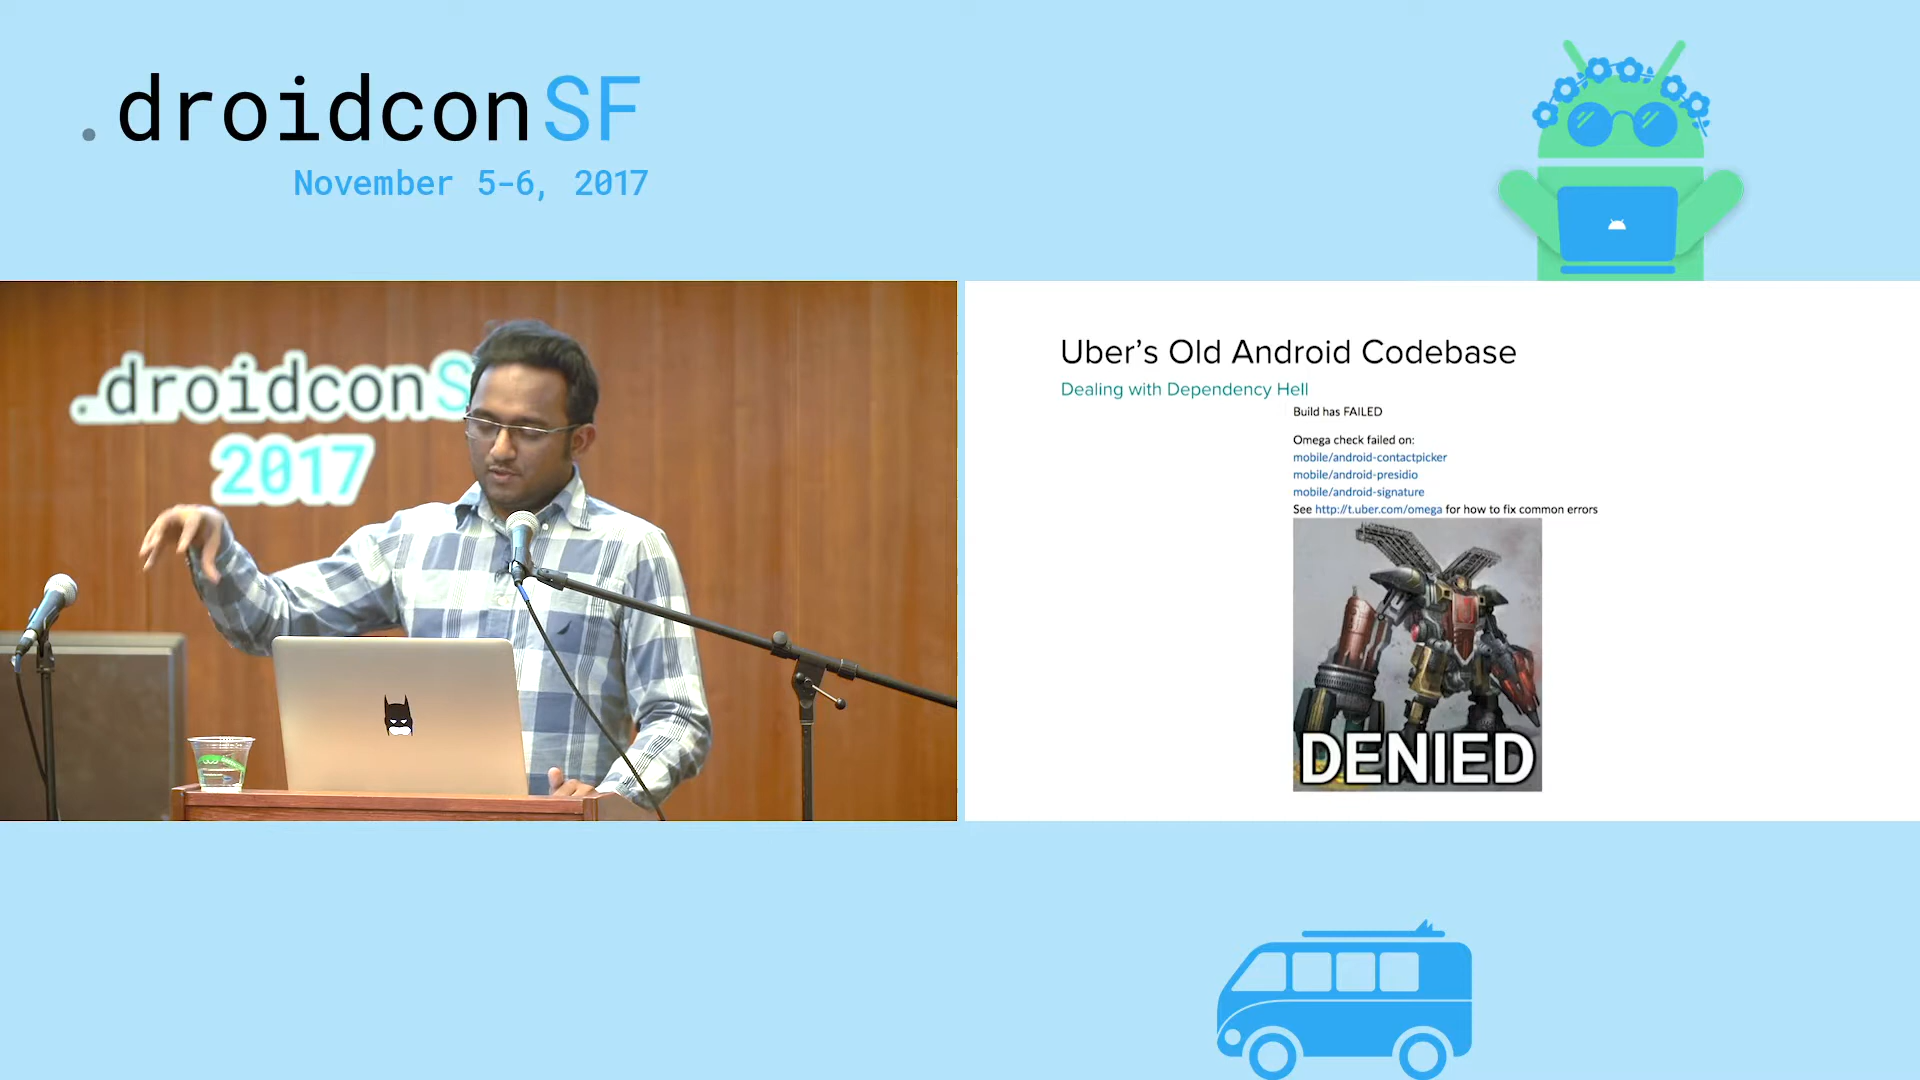 .droidconSF
November 5-6, 2017
.droidconS
2017
Uber's Old Android Codebase
Dealing with Dependency Hell
Build has FAILED
Omega check failed on:
mobile/android-contactpicker
mobile/android-presidio
mobile/android-signature
See http://t.uber.com/omega for how to fix common errors
DENIED